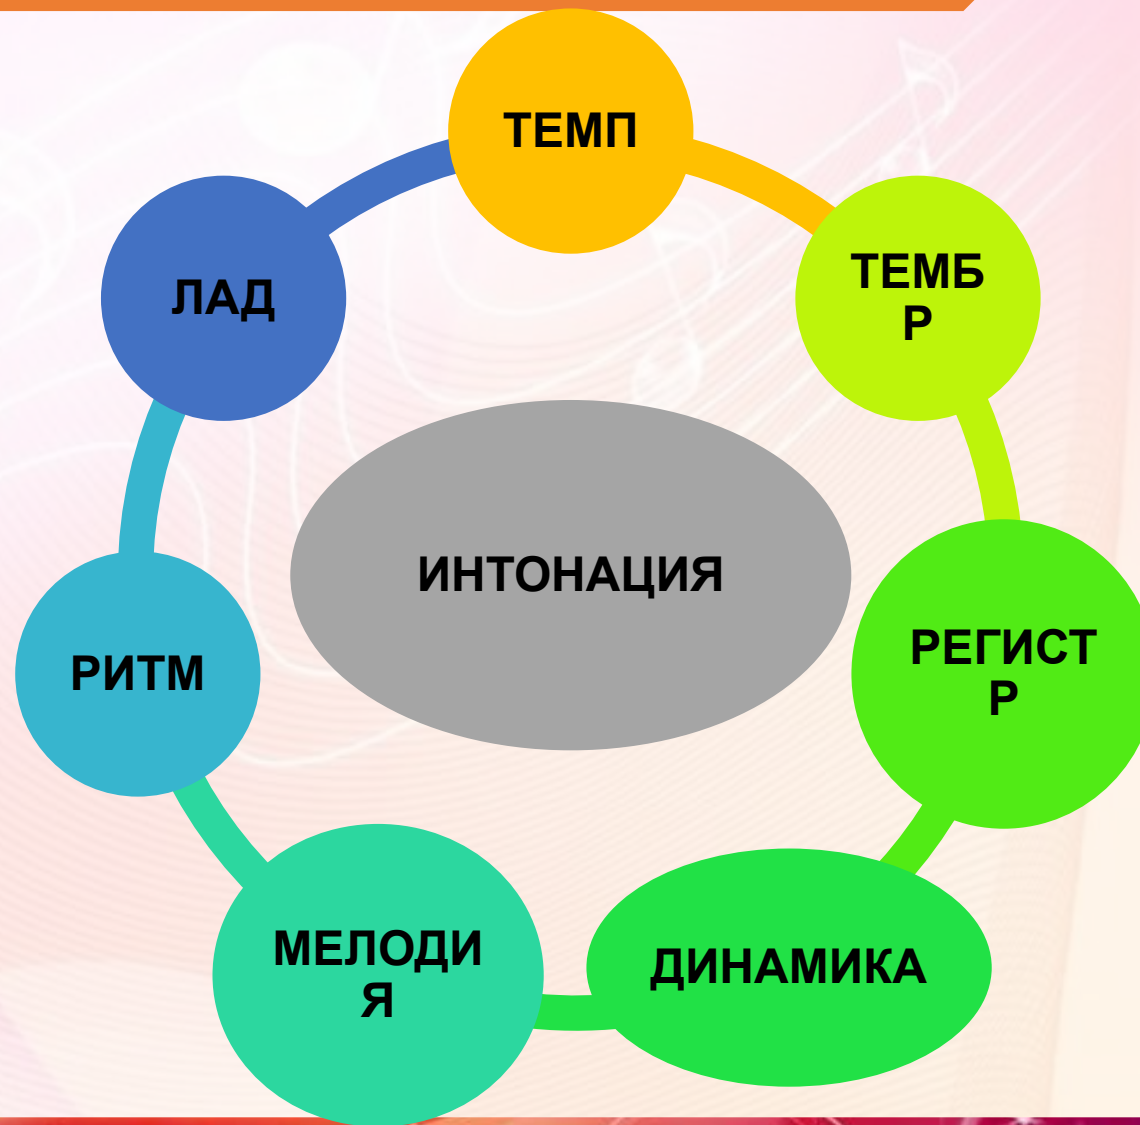 ТЕМП
ЛАД
ТЕМБ
Р
ИНТОНАЦИЯ
РИТМ
РЕГИСТ
Р
МЕЛОДИ
Я
ДИНАМИКА